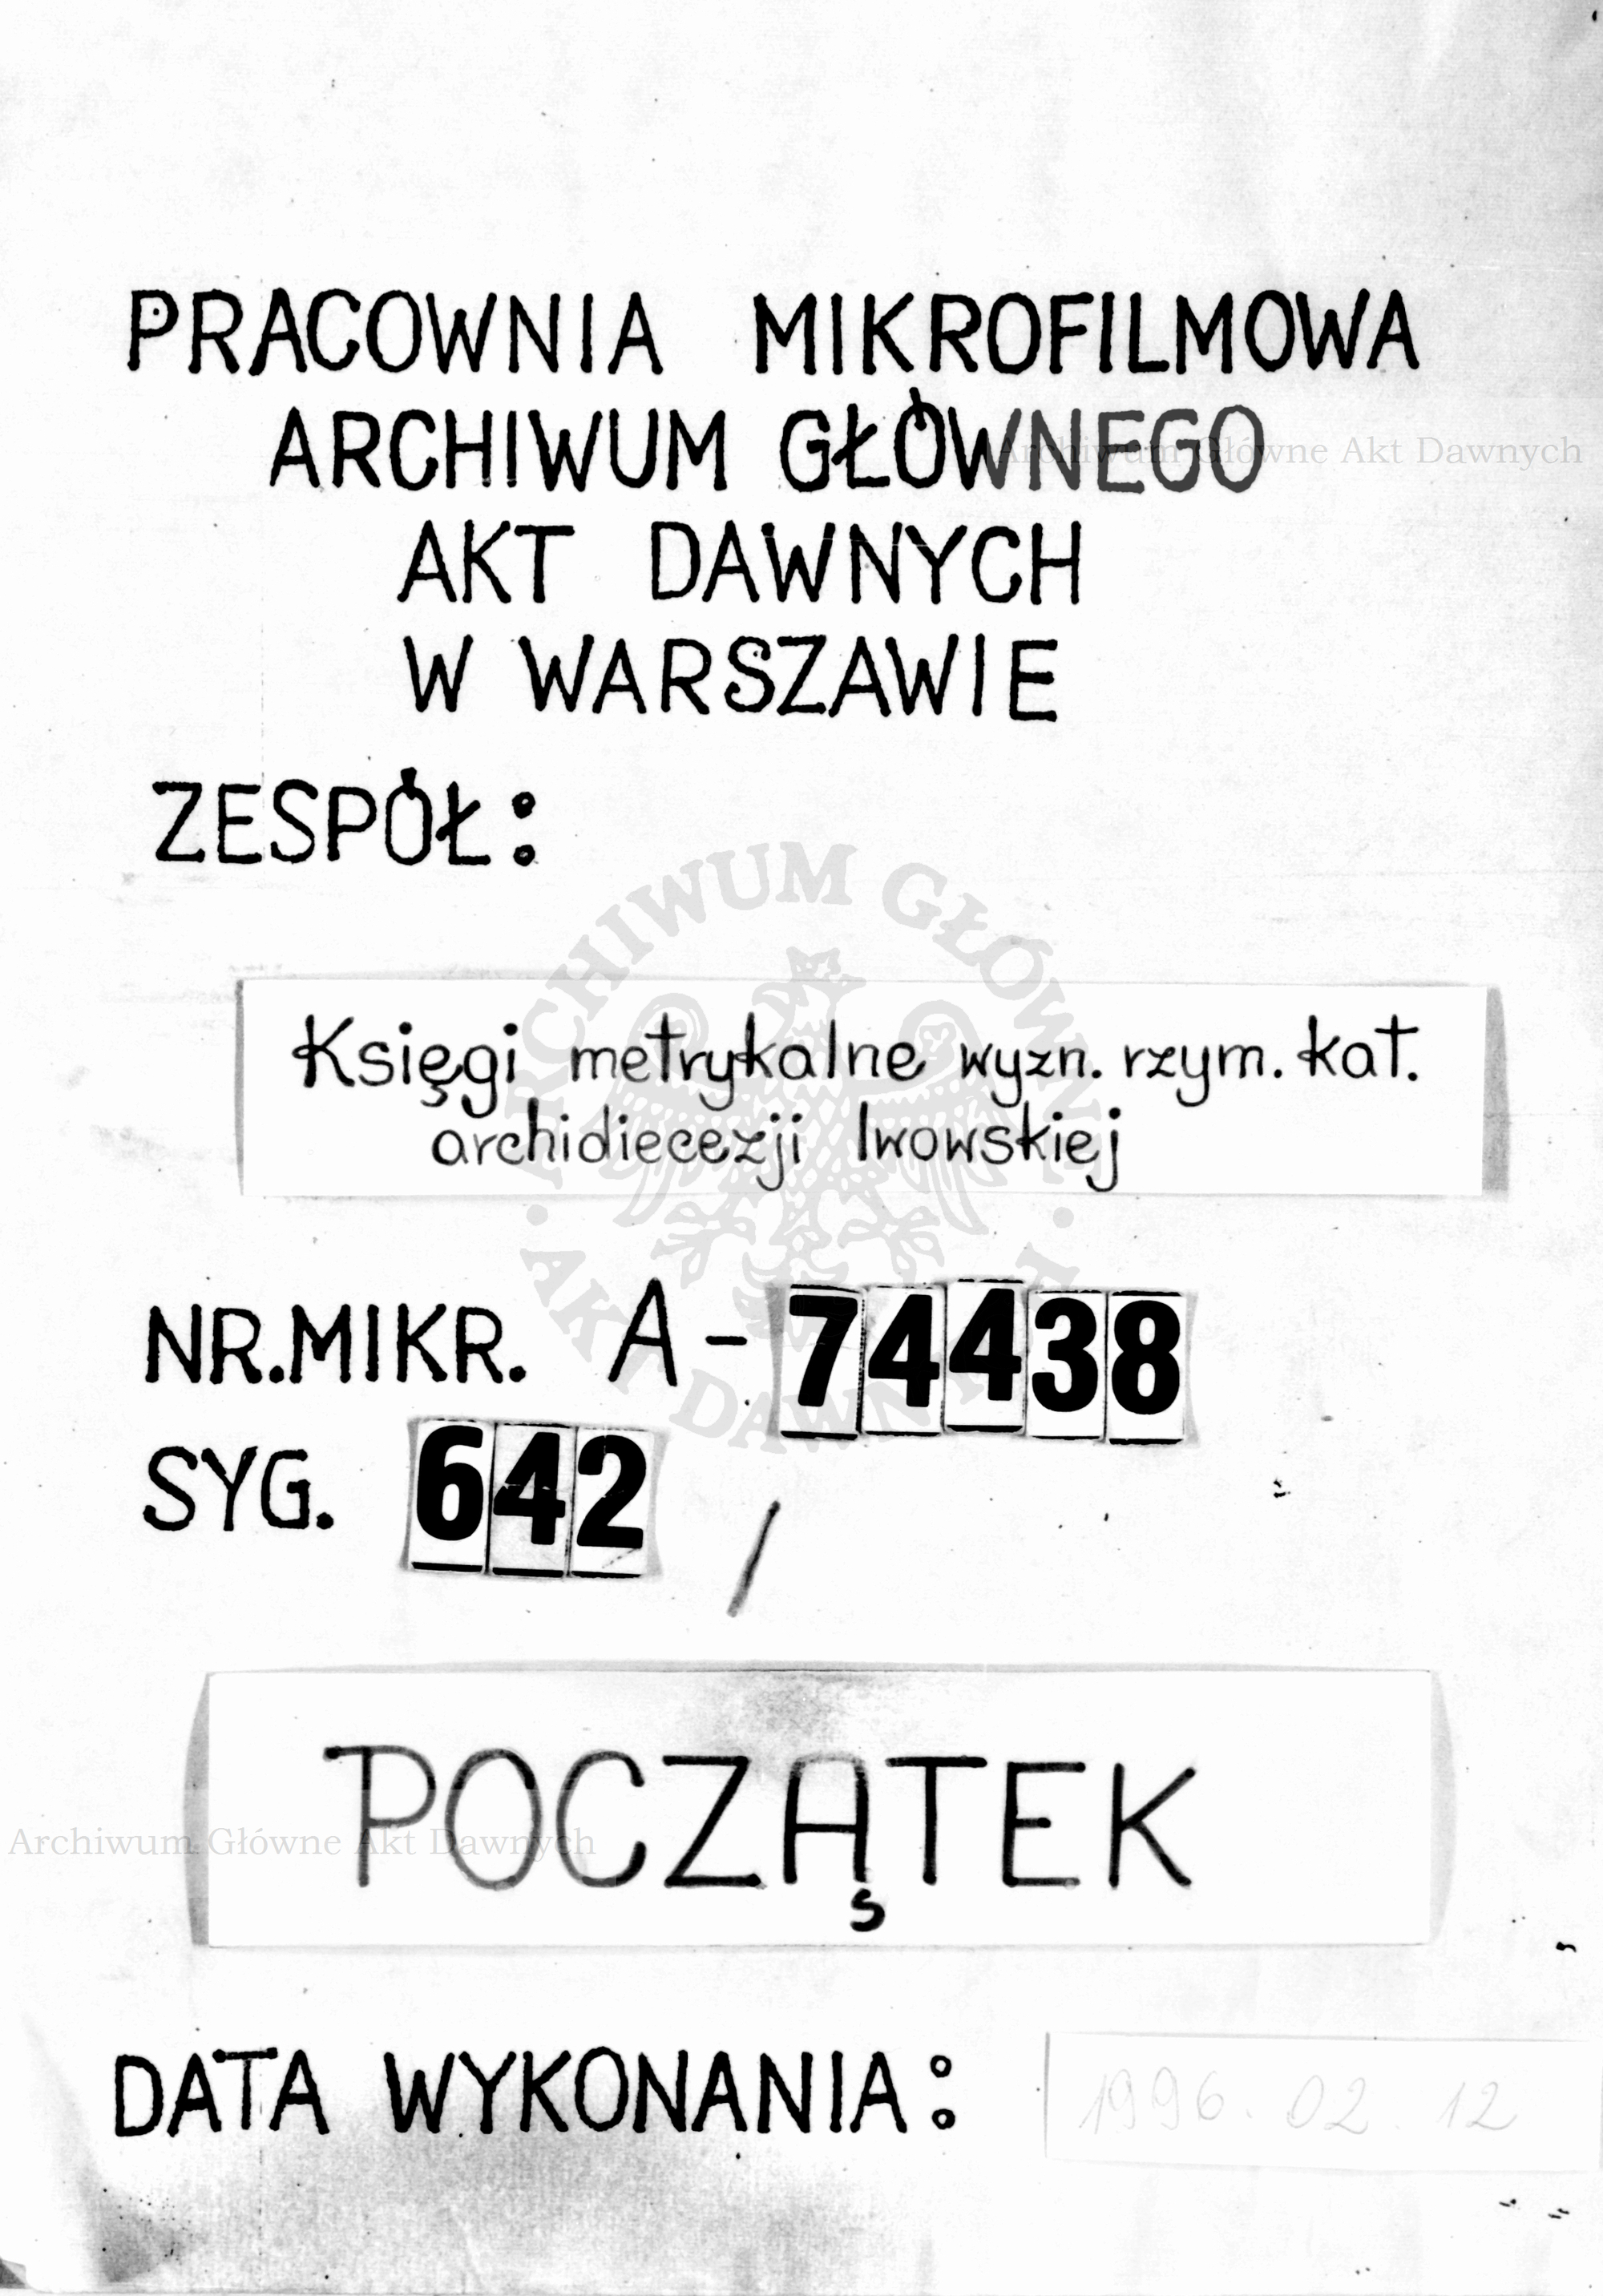 PRACOWNIA MIKROFILMOWA
ARCHIWUM GŁÓWNEGO
Archiwum Główne Akt Dawnych
AKT DAWNYCH
W WARSZAWIE
ZESPÓŁ:
ARCHIWUM GŁÓWNE
Księgi metrykalne wyzn. rzym. kat.
archidiecezji lwowskiej
AKT DAWNYCH
NR.MIKR. A-74438
SYG. 642 /
POCZĄTEK
Archiwum Główne Akt Dawnych
DATA WYKONANIA: 1996.02.12